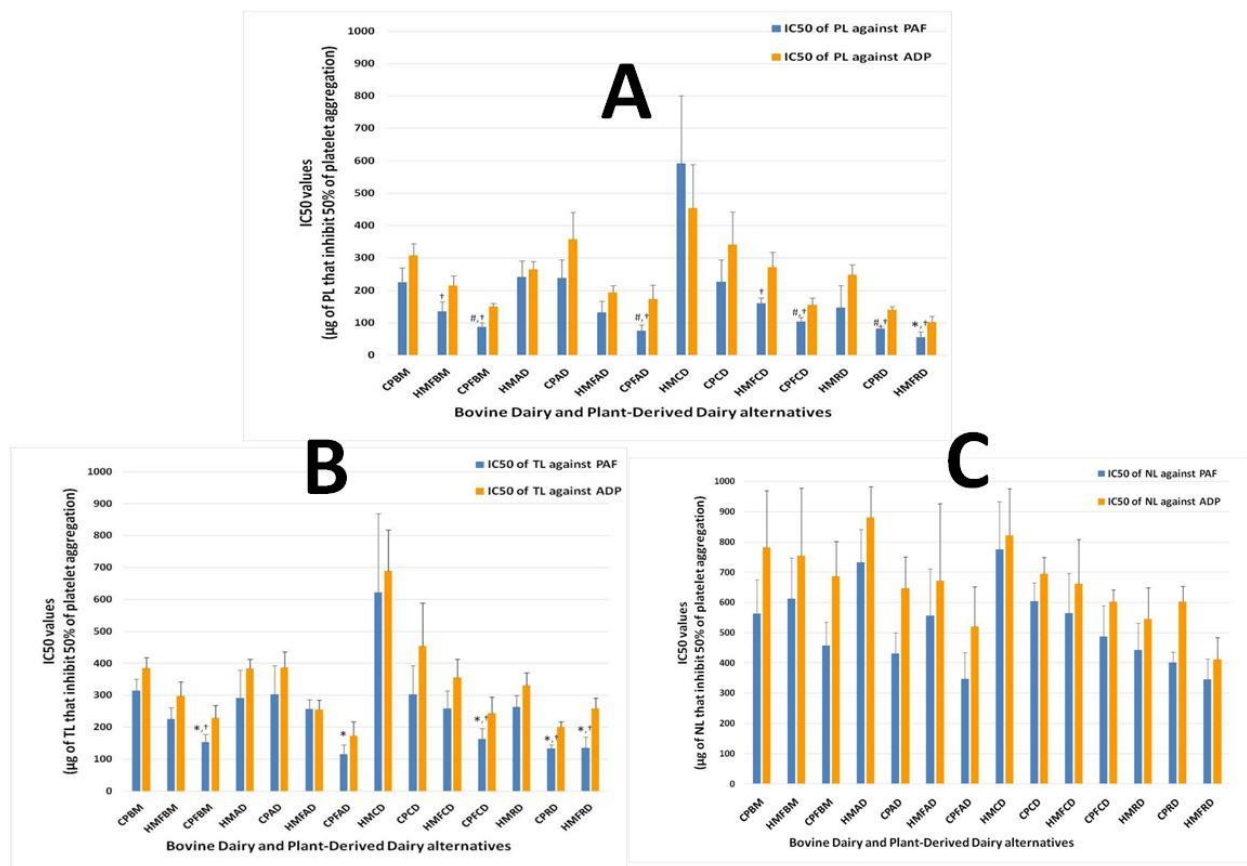 A
IC50 of PL against PAF
IC50 of PL against ADP
IC50 values
(µg of PL that inhibit 50% of platelet aggregation)
1000
900
800
700
600
500
400
300
200
100
0
†
#,†
#,†
†
#,†
#,†
*,†
CPBM
HMFBM
CPFBM
HMAD
CPAD
HMFAD
CPFAD
HMCD
CPCD
HMFCD
CPFCD
HMRD
CPRD
HMFRD
Bovine Dairy and Plant-Derived Dairy alternatives
B
IC50 of TL against PAF
IC50 of TL against ADP
IC50 values
(µg of TL that inhibit 50% of platelet aggregation)
1000
900
800
700
600
500
400
300
200
100
0
*,†
*
*,†
*,†
*,†
CPBM
HMFBM
CPFBM
HMAD
CPAD
HMFAD
CPFAD
HMCD
CPCD
HMFCD
CPFCD
HMRD
CPRD
HMFRD
Bovine Dairy and Plant-Derived Dairy alternatives
C
IC50 of NL against PAF
IC50 of NL against ADP
IC50 values
(µg of NL that inhibit 50% of platelet aggregation)
1000
900
800
700
600
500
400
300
200
100
0
CPBM
HMFBM
CPFBM
HMAD
CPAD
HMFAD
CPFAD
HMCD
CPCD
HMFCD
CPFCD
HMRD
CPRD
HMFRD
Bovine Dairy and Plant-Derived Dairy alternatives